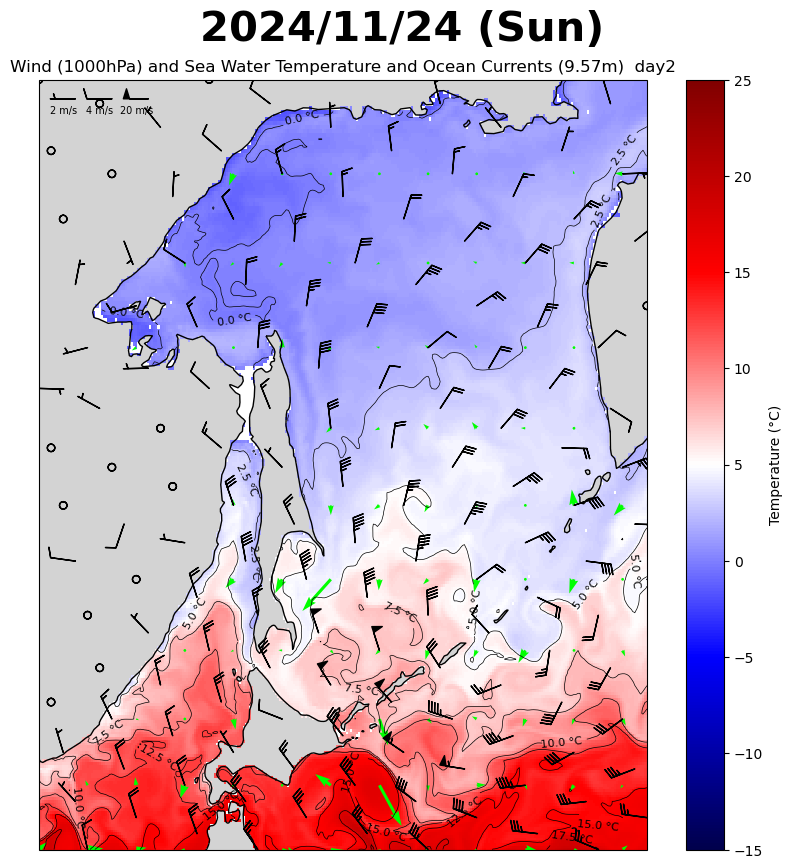 2024/11/24 (Sun)
Wind (1000hPa) and Sea Water Temperature and Ocean Currents (9.57m)  day2
2 m/s 4 m/s 20 m/s
0.0 °C
2.5 °C
2.5 °C
0.0 °C
0.0 °C
2.5 °C
2.5 °C
5.0 °C
5.0 °C
5.0 °C
5.0 °C
7.5 °C
7.5 °C
7.5 °C
12.5 °C
10.0 °C
10.0 °C
15.0 °C
15.0 °C
15.0 °C
17.5 °C
25
20
15
10
5
0
−5
−10
−15
Temperature (°C)